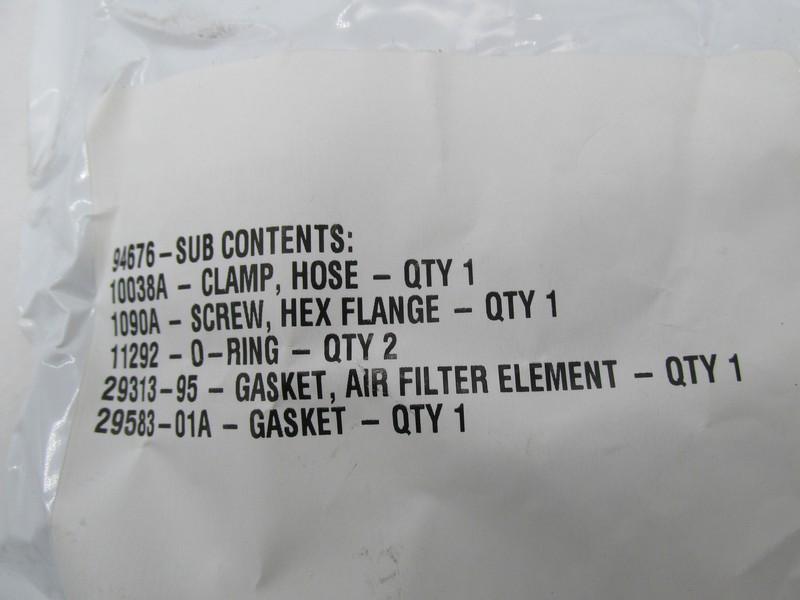 94676-SUB CONTENTS:
10038A - CLAMP, HOSE - QTY 1
1090A - SCREW, HEX FLANGE - QTY 1
11292 - O-RING - QTY 2
29313-95 - GASKET, AIR FILTER ELEMENT - QTY 1
29583-01A - GASKET - QTY 1